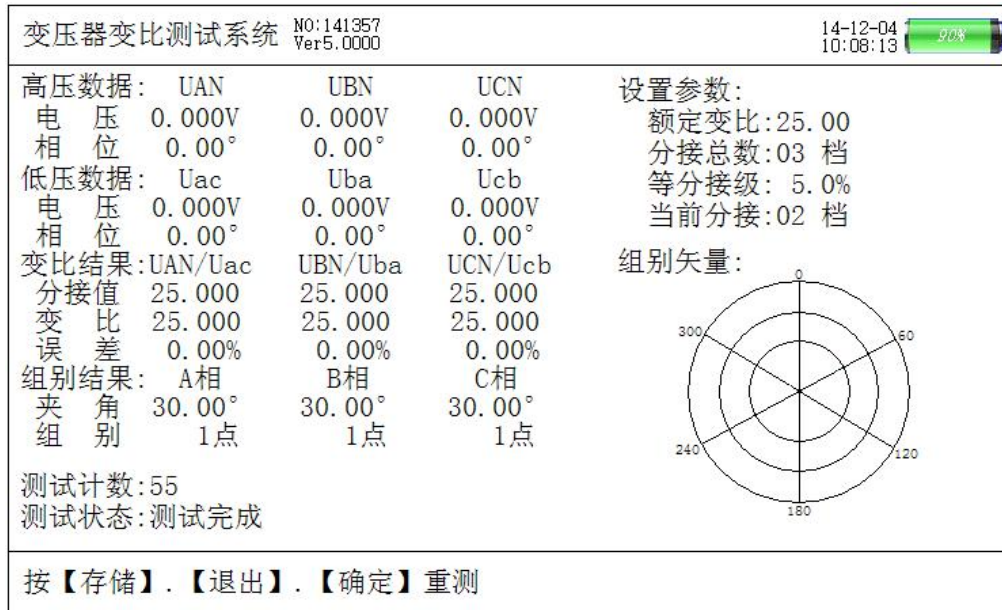 变压器变比测试系统 NO:141357
Ver5.0000
14-12-04
10:08:13
90%
高压数据: UAN UBN UCN
电 压 0.000V 0.000V 0.000V
相 位 0.00° 0.00° 0.00°
低压数据: Uac Uba Ucb
电 压 0.000V 0.000V 0.000V
相 位 0.00° 0.00° 0.00°
变比结果:UAN/Uac UBN/Uba UCN/Ucb
分接值 25.000 25.000 25.000
变 比 25.000 25.000 25.000
误 差 0.00% 0.00% 0.00%
组别结果: A相 B相 C相
夹 角 30.00° 30.00° 30.00°
组 别 1点 1点 1点
测试计数:55
测试状态:测试完成
设置参数:
额定变比:25.00
分接总数:03 档
等分接级: 5.0%
当前分接:02 档
组别矢量:
0
300
60
240
120
180
按【存储】.【退出】.【确定】重测